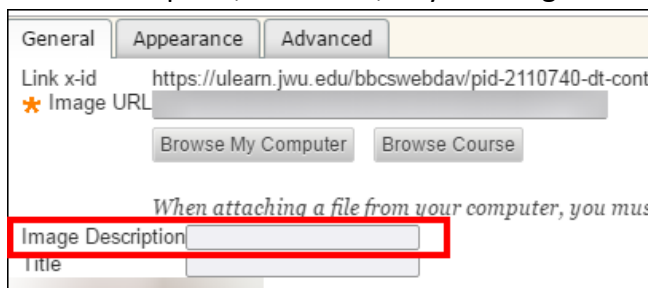 General Appearance Advanced
Link x-id https://ulearn.jwu.edu/bbcswebdav/pid-2110740-dt-cont
* Image URL
Browse My Computer Browse Course
When attaching a file from your computer, you mus
Image Description
Title